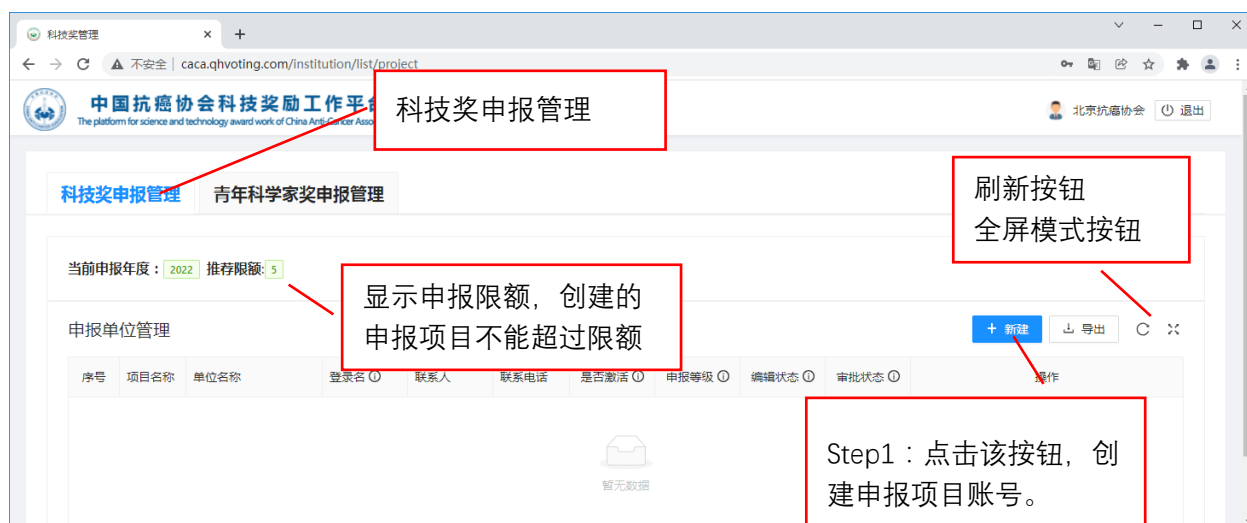 科技奖管理
不安全 | caca.qhvoting.com/institution/list/project
中国抗癌协会科技奖励工作平台
The platform for science and technology award work of China Anti-Cancer Asso
科技奖申报管理
北京抗癌协会 退出
科技奖申报管理 青年科学家奖申报管理
刷新按钮
全屏模式按钮
当前申报年度： 2022 推荐限额: 5
显示申报限额，创建的
申报项目不能超过限额
申报单位管理
+ 新建 导出
序号 项目名称 单位名称 登录名 联系人 联系电话 是否激活 申报等级 编辑状态 审批状态 操作
暂无数据
Step1：点击该按钮，创
建申报项目账号。